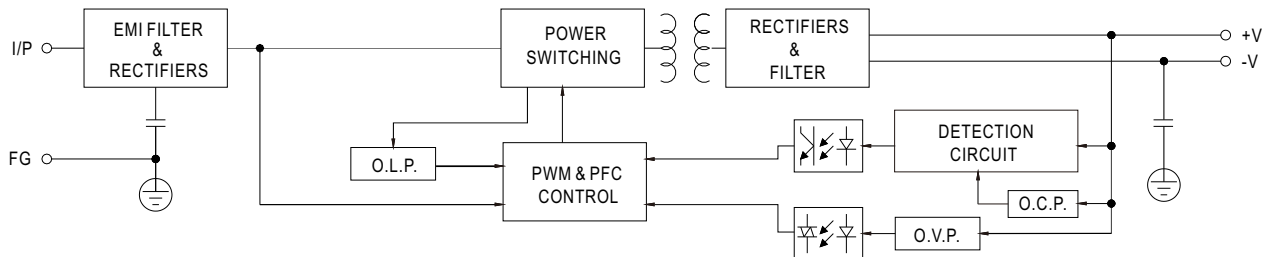 I/P
EMI FILTER
&
RECTIFIERS
POWER
SWITCHING
RECTIFIERS
&
FILTER
+V
-V
FG
O.L.P.
PWM & PFC
CONTROL
DETECTION
CIRCUIT
O.C.P.
O.V.P.